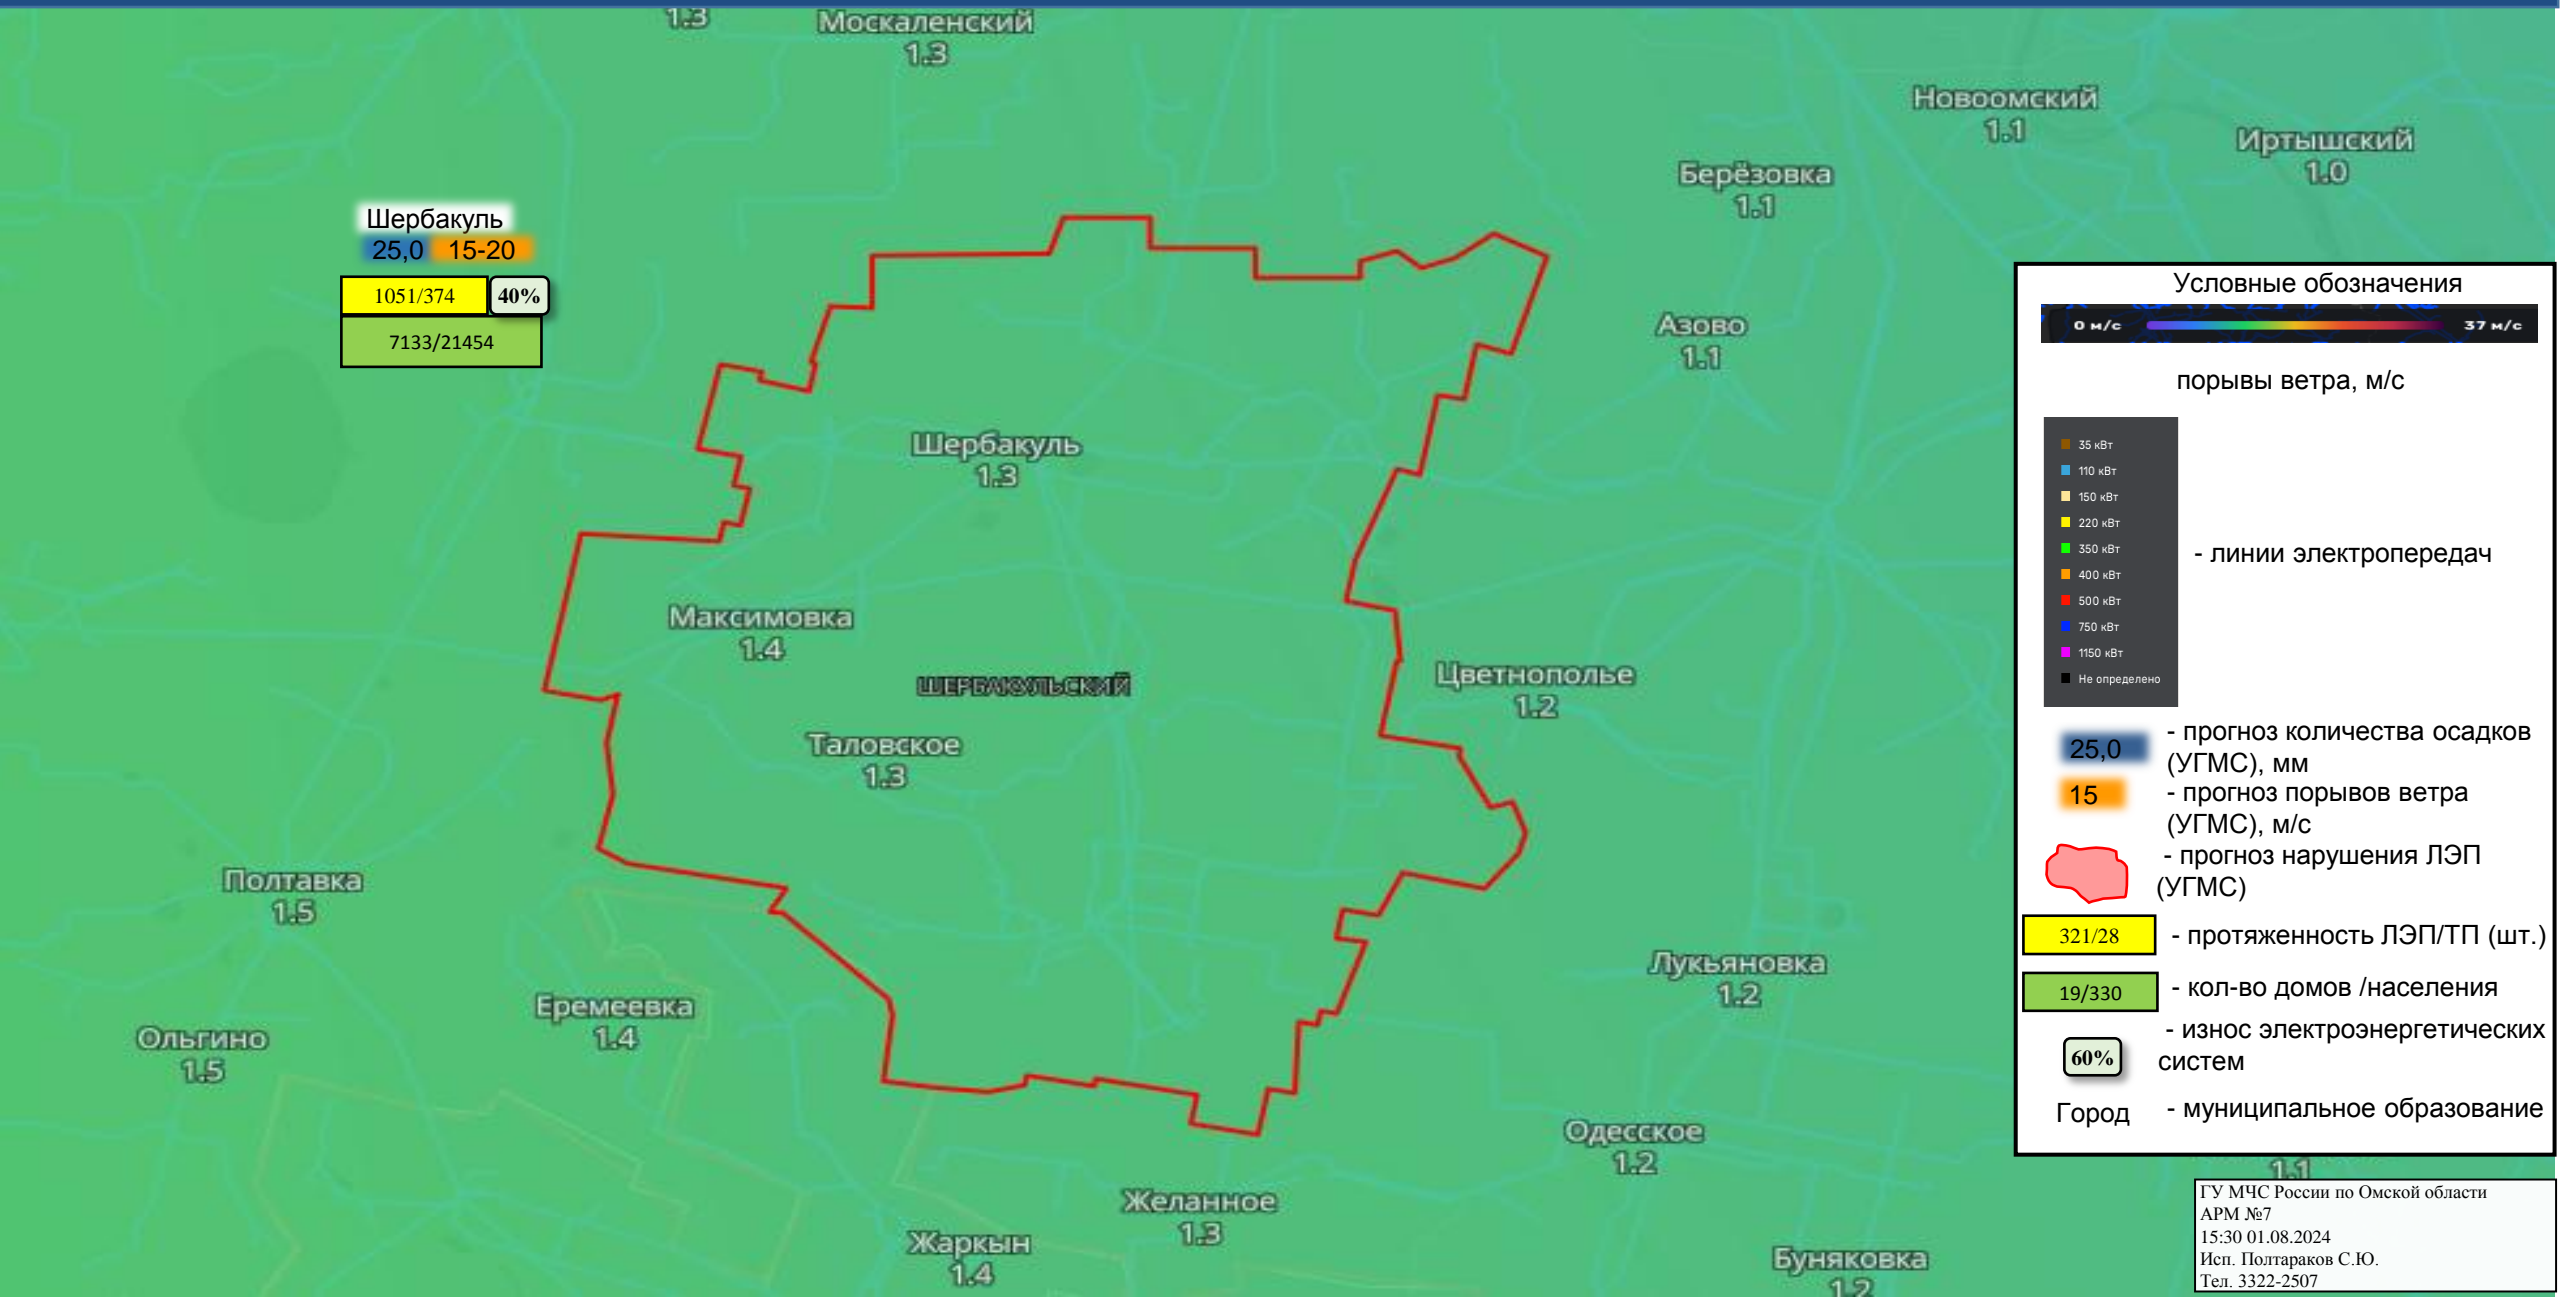 1.3
Москаленский
1.3
Новоомский
1.1
Иртышский
1.0
Берёзовка
1.1
Шербакуль
25,0 15-20
1051/374 40%
7133/21454
Азово
1.1
Шербакуль
1.3
Максимовка
1.4
ШЕРБАКУЛЬСКИЙ
Цветнополье
1.2
Таловское
1.3
Полтавка
1.5
Лукьяновка
1.2
Еремеевка
1.4
Ольгино
1.5
Одесское
1.2
Желанное
1.3
Жаркын
1.4
Буняковка
1.2
Условные обозначения
0 м/с 37 м/с
порывы ветра, м/с
35 кВт
110 кВт
150 кВт
220 кВт
350 кВт
400 кВт
500 кВт
750 кВт
1150 кВт
Не определено
- линии электропередач
25,0 - прогноз количества осадков
(УГМС), мм
15 - прогноз порывов ветра
(УГМС), м/с
- прогноз нарушения ЛЭП
(УГМС)
321/28 - протяженность ЛЭП/ТП (шт.)
19/330 - кол-во домов /населения
- износ электроэнергетических
60% систем
Город - муниципальное образование
1.1
ГУ МЧС России по Омской области
АРМ №7
15:30 01.08.2024
Исп. Полтараков С.Ю.
Тел. 3322-2507